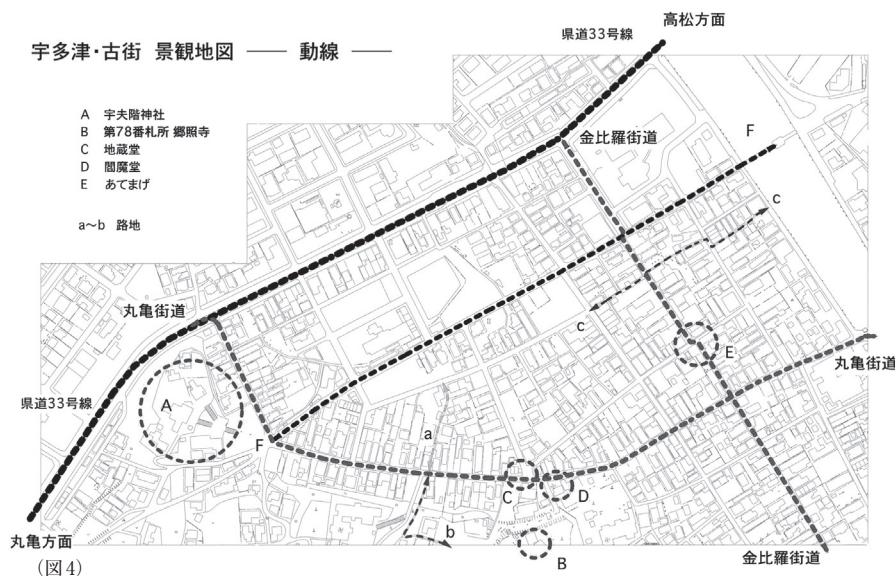 高松方面
県道33号線
宇多津・古街 景観地図 ── 動線 ──
A 宇夫階神社
B 第78番札所 郷照寺
C 地蔵堂
D 閻魔堂
E あてまげ
a～b 路地
金比羅街道
F
c
丸亀街道
c
E
丸亀街道
県道33号線
A
F
a
C
D
b
B
丸亀方面
金比羅街道
(図4)